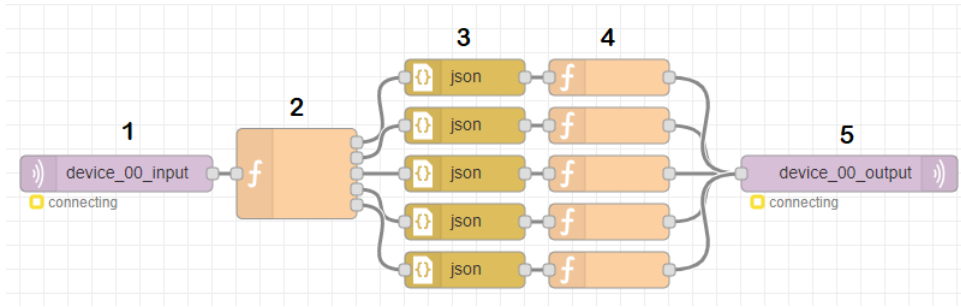 3
4
json
2
json
1
5
device_00_input
json
device_00_output
connecting
connecting
json
json